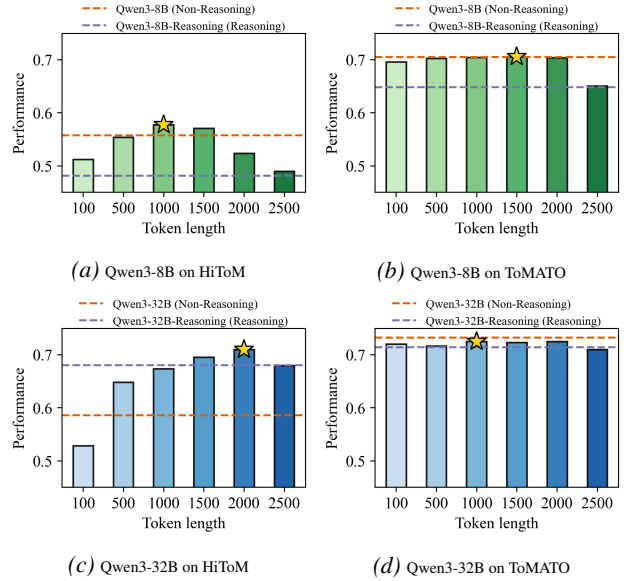 Qwen3-8B (Non-Reasoning)
Qwen3-8B-Reasoning (Reasoning)
0.7
0.6
0.5
Performance
100 500 1000 1500 2000 2500
Token length
(a) Qwen3-8B on HiToM
Qwen3-8B (Non-Reasoning)
Qwen3-8B-Reasoning (Reasoning)
0.7
0.6
0.5
Performance
100 500 1000 1500 2000 2500
Token length
(b) Qwen3-8B on ToMATO
Qwen3-32B (Non-Reasoning)
Qwen3-32B-Reasoning (Reasoning)
0.7
0.6
0.5
Performance
100 500 1000 1500 2000 2500
Token length
(c) Qwen3-32B on HiToM
Qwen3-32B (Non-Reasoning)
Qwen3-32B-Reasoning (Reasoning)
0.7
0.6
0.5
Performance
100 500 1000 1500 2000 2500
Token length
(d) Qwen3-32B on ToMATO